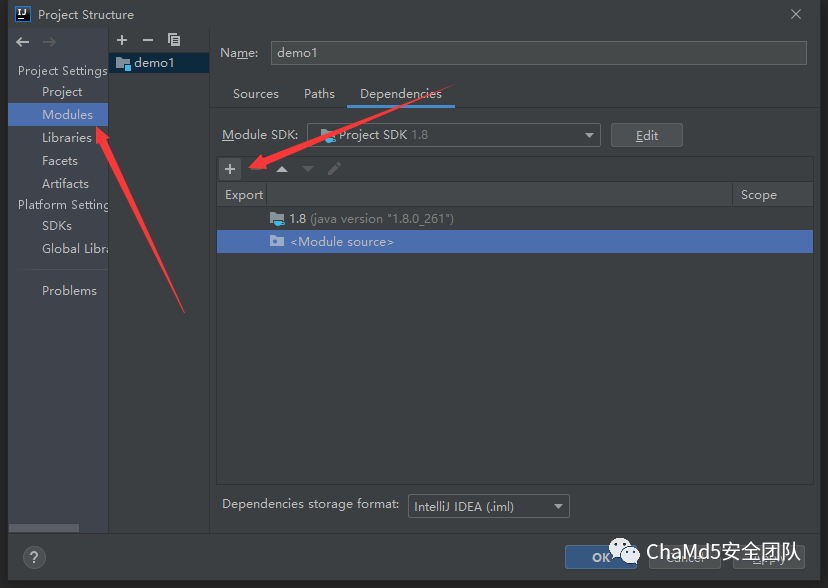 Project Structure
Project Settings
Project
Modules
Libraries
Facets
Artifacts
Platform Setting
SDKs
Global Libra
Problems
demo1
Name: demo1
Sources Paths Dependencies
Module SDK: Project SDK 1.8 Edit
Export Scope
1.8 (java version "1.8.0_261")
<Module source>
Dependencies storage format: IntelliJ IDEA (.iml)
? OK Cancel Apply
ChaMd5安全团队